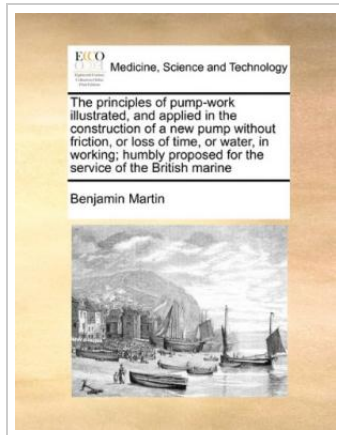 ECCO
Medicine, Science and Technology
The principles of pump-work
illustrated, and applied in the
construction of a new pump without
friction, or loss of time, or water, in
working; humbly proposed for the
service of the British marine
Benjamin Martin